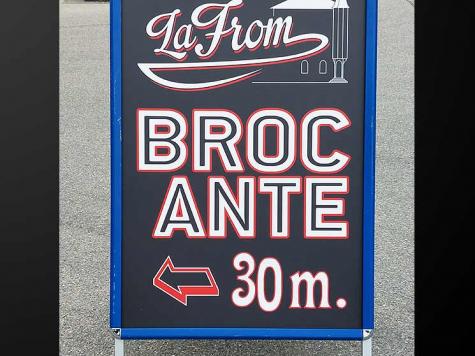 La From
BROC
ANTE
30 m.